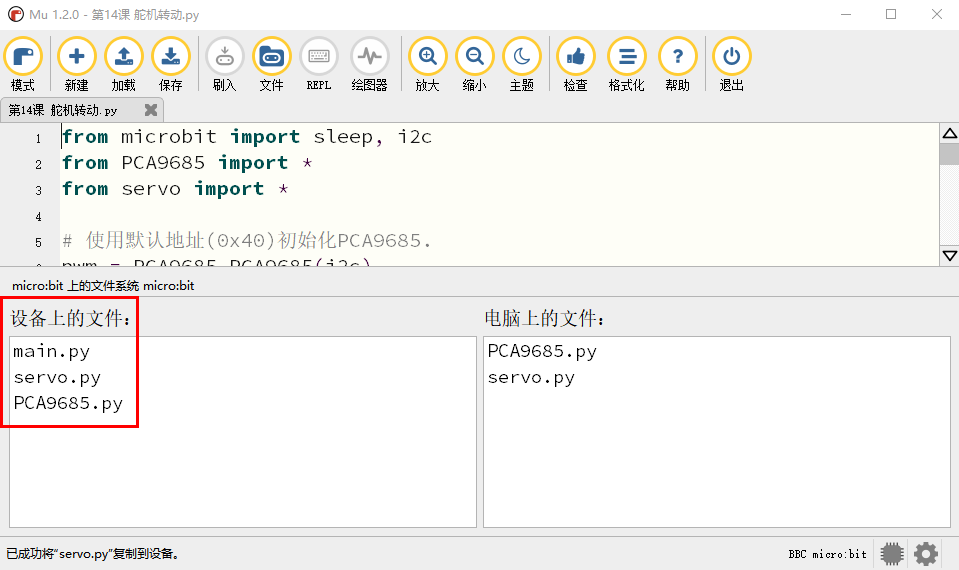 Mu 1.2.0 - 第14课 舵机转动.py
模式 新建 加载 保存 刷入 文件 REPL 绘图器 放大 缩小 主题 检查 格式化 帮助 退出
第14课 舵机转动.py
1 from microbit import sleep, i2c
2 from PCA9685 import *
3 from servo import *
4
5 # 使用默认地址(0x40)初始化PCA9685.
6 pwm = PCA9685.PCA9685(i2c)
micro:bit 上的文件系统 micro:bit
设备上的文件：
main.py
servo.py
PCA9685.py
电脑上的文件：
PCA9685.py
servo.py
已成功将“servo.py”复制到设备。
BBC micro:bit